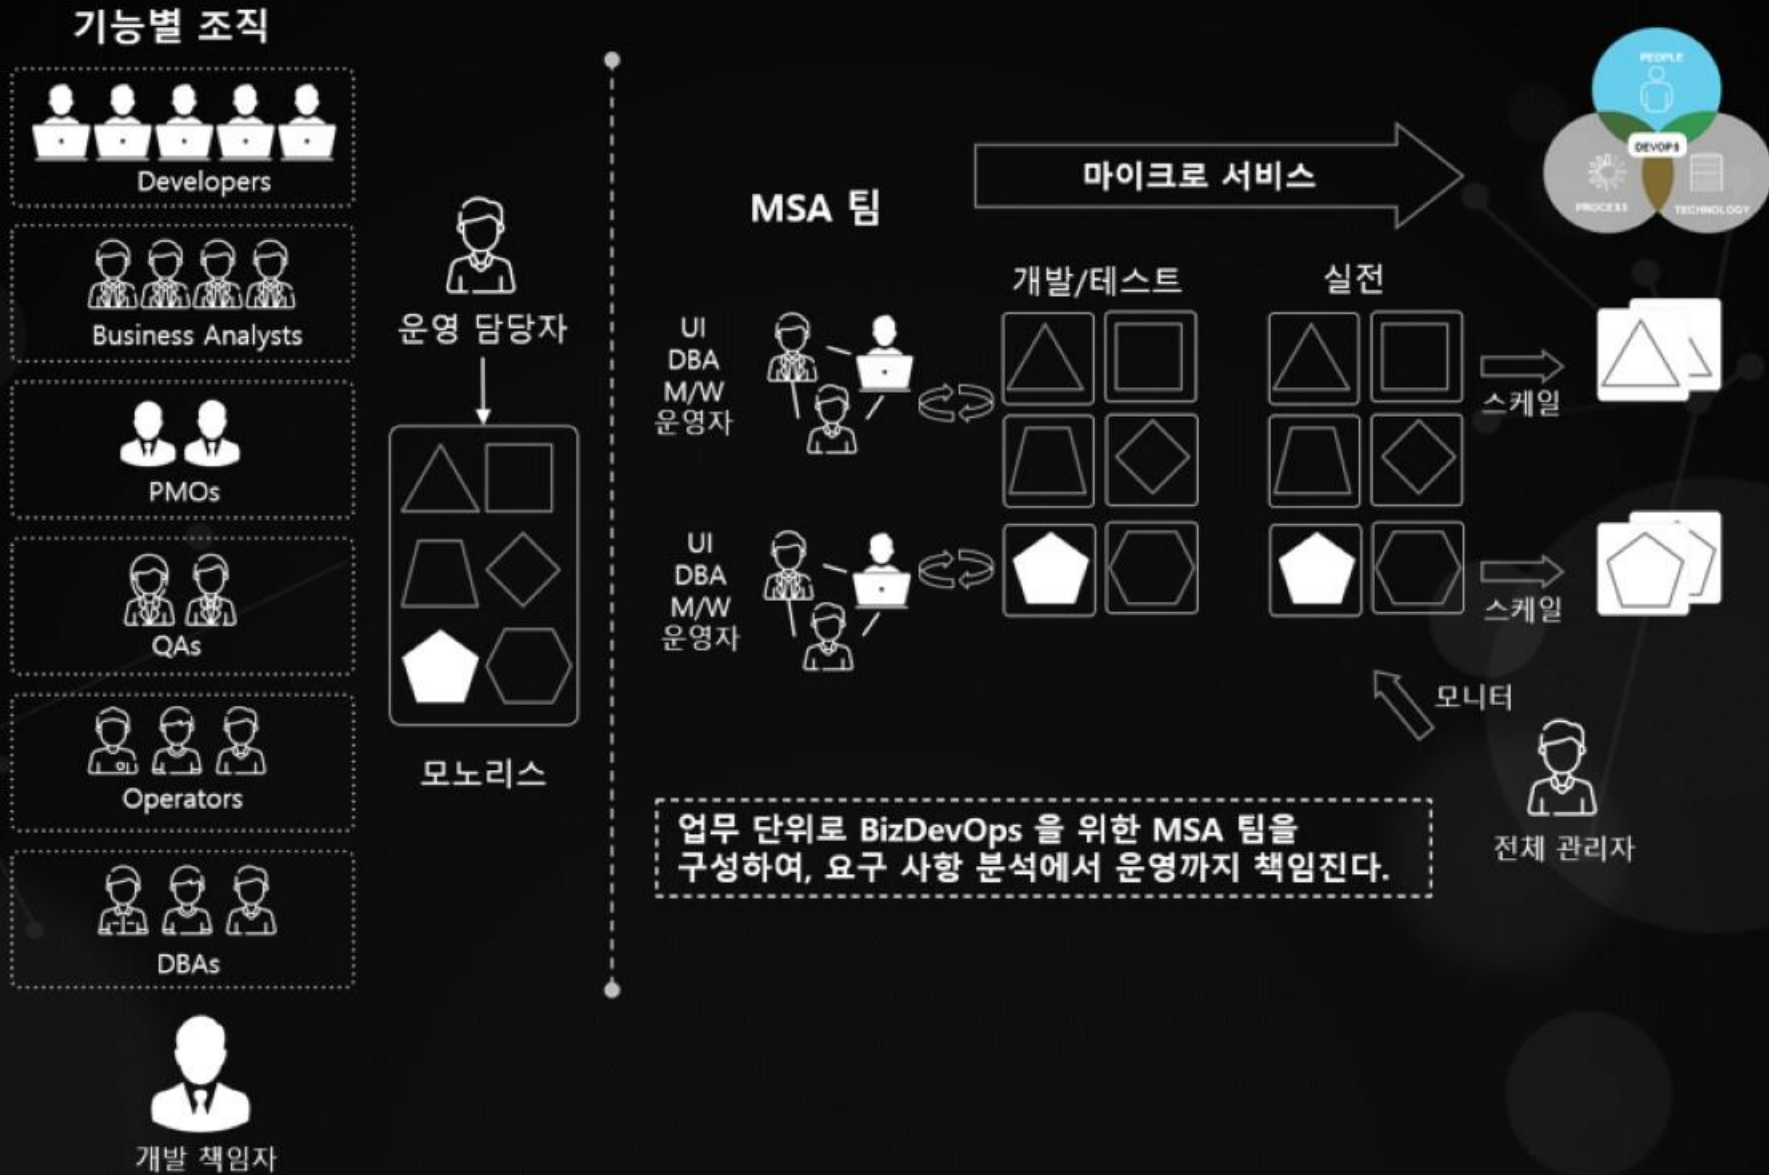 기능별 조직
Developers
Business Analysts
PMOs
QAs
Operators
DBAs
개발 책임자
운영 담당자
모노리스
MSA 팀
마이크로 서비스
PEOPLE
DEVOPS
PROCESS
TECHNOLOGY
개발/테스트
실전
UI
DBA
M/W
운영자
스케일
UI
DBA
M/W
운영자
스케일
모니터
전체 관리자
업무 단위로 BizDevOps 을 위한 MSA 팀을
구성하여, 요구 사항 분석에서 운영까지 책임진다.